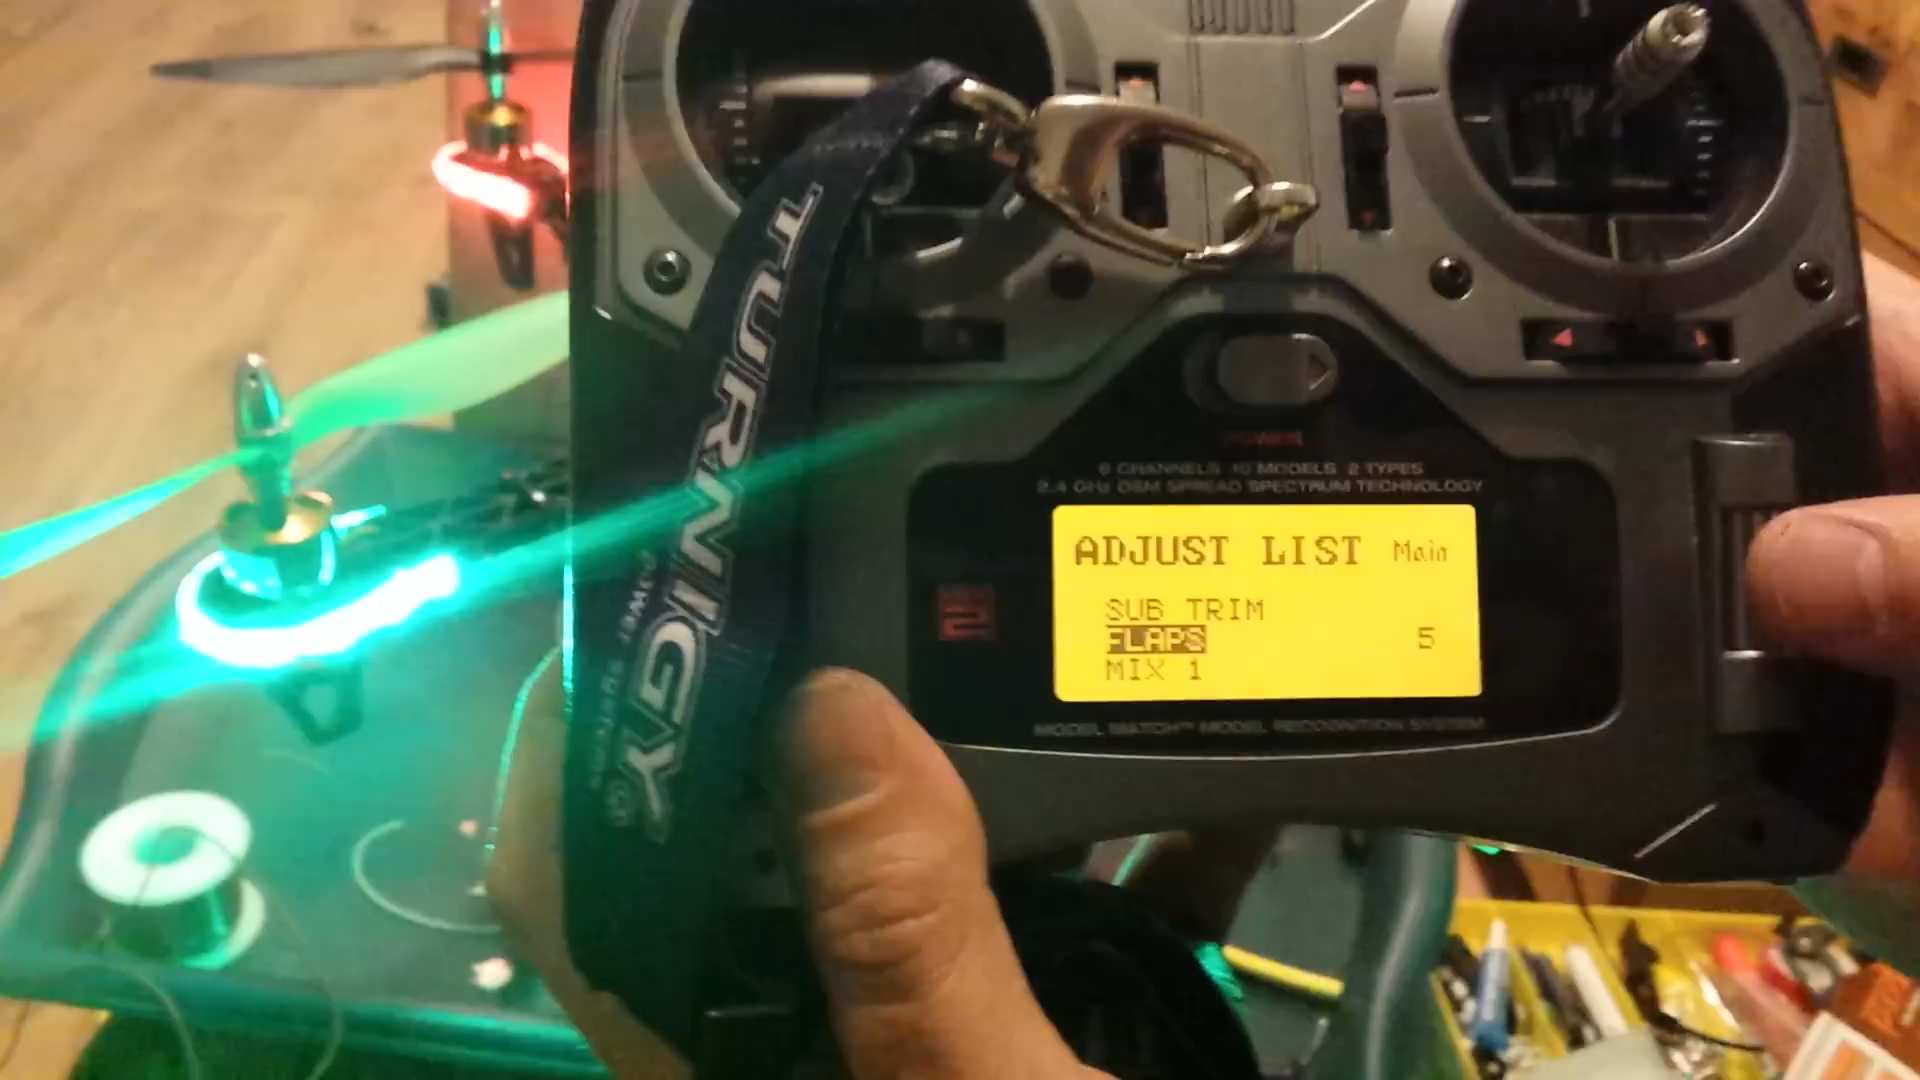 TURNIGY
POWER
6 CHANNELS 10 MODELS 2 TYPES
2.4 GHz DSM SPREAD SPECTRUM TECHNOLOGY
ADJUST LIST Main
SUB TRIM
FLAPS 5
MIX 1
MODEL MATCH™ MODEL RECOGNITION SYSTEM